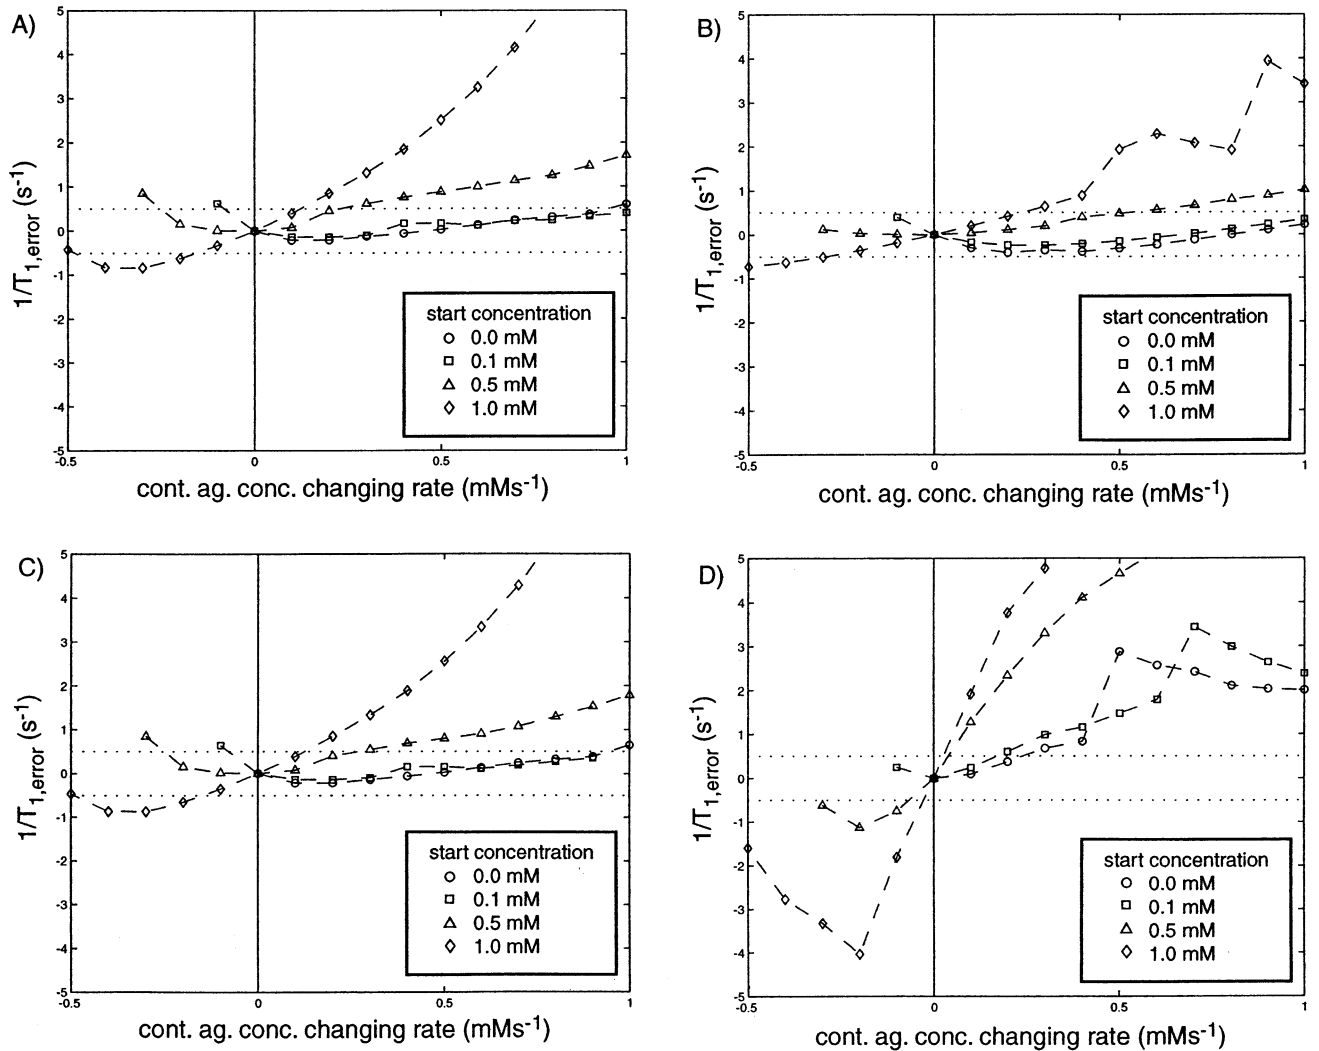 A)
5
4
3
2
1
0
-1
-2
-3
-4
-5
-0.5
0
0.5
1
1/T1,error (s-1)
cont. ag. conc. changing rate (mMs-1)
start concentration
0.0 mM
0.1 mM
0.5 mM
1.0 mM
B)
5
4
3
2
1
0
-1
-2
-3
-4
-5
-0.5
0
0.5
1
1/T1,error (s-1)
cont. ag. conc. changing rate (mMs-1)
start concentration
0.0 mM
0.1 mM
0.5 mM
1.0 mM
C)
5
4
3
2
1
0
-1
-2
-3
-4
-5
-0.5
0
0.5
1
1/T1,error (s-1)
cont. ag. conc. changing rate (mMs-1)
start concentration
0.0 mM
0.1 mM
0.5 mM
1.0 mM
D)
5
4
3
2
1
0
-1
-2
-3
-4
-5
-0.5
0
0.5
1
1/T1,error (s-1)
cont. ag. conc. changing rate (mMs-1)
start concentration
0.0 mM
0.1 mM
0.5 mM
1.0 mM